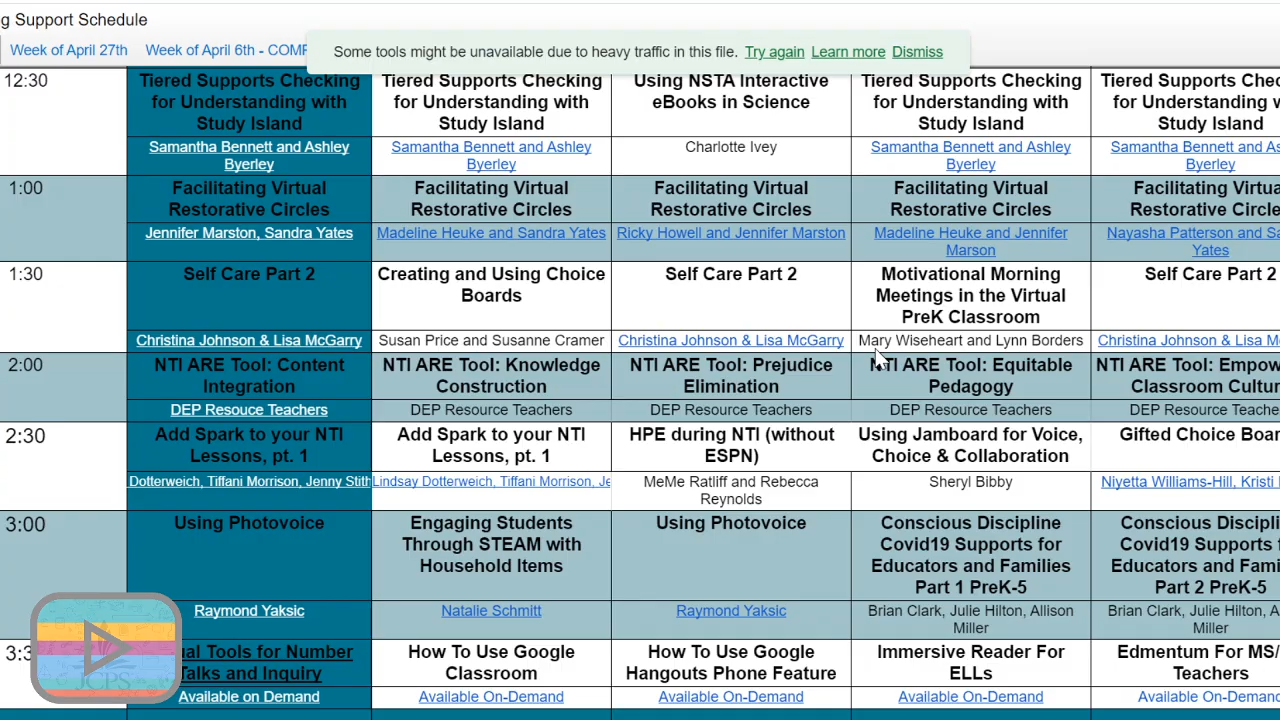 g Support Schedule
Week of April 27th Week of April 6th - COMP
Some tools might be unavailable due to heavy traffic in this file. Try again Learn more Dismiss
12:30
Tiered Supports Checking
for Understanding with
Study Island
Samantha Bennett and Ashley
Byerley
Tiered Supports Checking
for Understanding with
Study Island
Samantha Bennett and Ashley
Byerley
Using NSTA Interactive
eBooks in Science
Charlotte Ivey
Tiered Supports Checking
for Understanding with
Study Island
Samantha Bennett and Ashley
Byerley
Tiered Supports Chec
for Understanding w
Study Island
Samantha Bennett and As
Byerley
1:00
Facilitating Virtual
Restorative Circles
Jennifer Marston, Sandra Yates
Facilitating Virtual
Restorative Circles
Madeline Heuke and Sandra Yates
Facilitating Virtual
Restorative Circles
Ricky Howell and Jennifer Marston
Facilitating Virtual
Restorative Circles
Madeline Heuke and Jennifer
Marson
Facilitating Virtua
Restorative Circle
Nayasha Patterson and Sa
Yates
1:30
Self Care Part 2
Christina Johnson & Lisa McGarry
Creating and Using Choice
Boards
Susan Price and Susanne Cramer
Self Care Part 2
Christina Johnson & Lisa McGarry
Motivational Morning
Meetings in the Virtual
PreK Classroom
Mary Wiseheart and Lynn Borders
Self Care Part 2
Christina Johnson & Lisa Mc
2:00
NTI ARE Tool: Content
Integration
DEP Resouce Teachers
NTI ARE Tool: Knowledge
Construction
DEP Resource Teachers
NTI ARE Tool: Prejudice
Elimination
DEP Resource Teachers
NTI ARE Tool: Equitable
Pedagogy
DEP Resource Teachers
NTI ARE Tool: Empow
Classroom Cultur
DEP Resource Teache
2:30
Add Spark to your NTI
Lessons, pt. 1
Dotterweich, Tiffani Morrison, Jenny Stith
Add Spark to your NTI
Lessons, pt. 1
Lindsay Dotterweich, Tiffani Morrison, Je
HPE during NTI (without
ESPN)
MeMe Ratliff and Rebecca
Reynolds
Using Jamboard for Voice,
Choice & Collaboration
Sheryl Bibby
Gifted Choice Boar
Niyetta Williams-Hill, Kristi
3:00
Using Photovoice
Raymond Yaksic
Engaging Students
Through STEAM with
Household Items
Natalie Schmitt
Using Photovoice
Raymond Yaksic
Conscious Discipline
Covid19 Supports for
Educators and Families
Part 1 PreK-5
Brian Clark, Julie Hilton, Allison
Miller
Conscious Discipli
Covid19 Supports f
Educators and Fami
Part 2 PreK-5
Brian Clark, Julie Hilton, A
Miller
3:3
ual Tools for Number
Talks and Inquiry
Available on Demand
How To Use Google
Classroom
Available On-Demand
How To Use Google
Hangouts Phone Feature
Available On-Demand
Immersive Reader For
ELLs
Available On-Demand
Edmentum For MS/
Teachers
Available On-Demand
JCPS